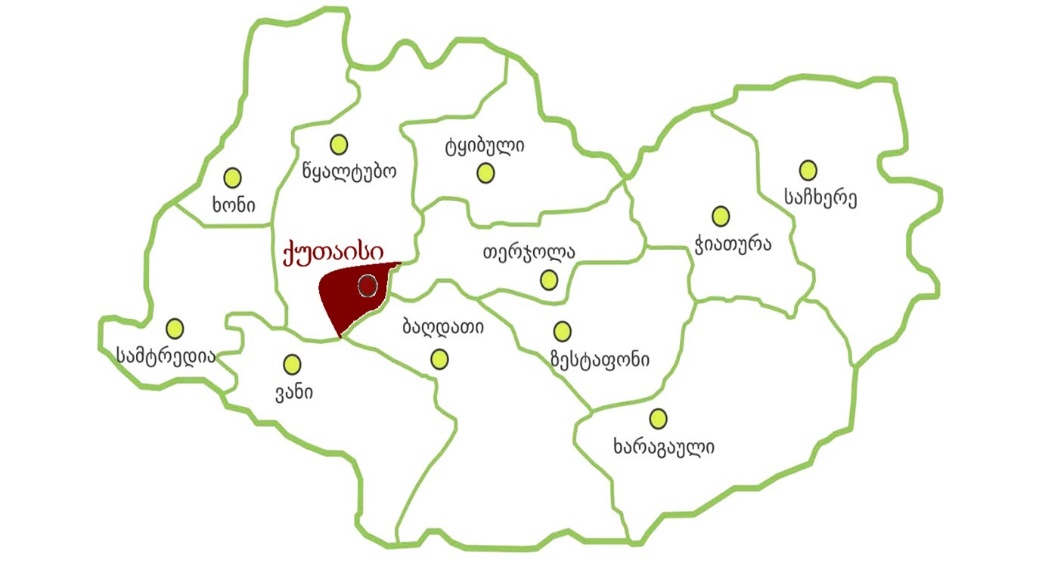 ტყიბული
წყალტუბო
საჩხერე
ხონი
ჭიათურა
ქუთაისი
თერჯოლა
ბაღდათი
სამტრედია
ზესტაფონი
ვანი
ხარაგაული